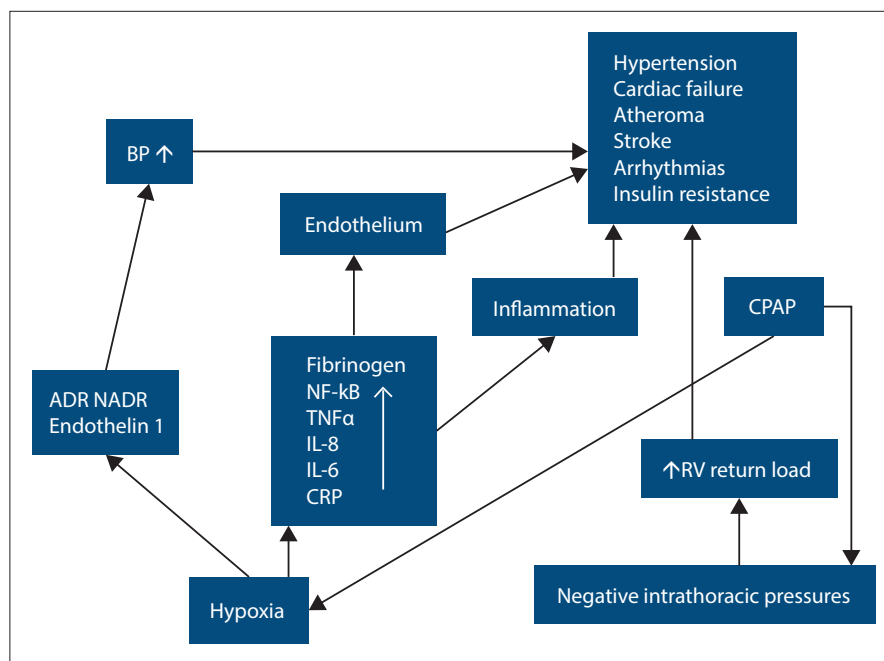 Hypertension
Cardiac failure
Atheroma
Stroke
Arrhythmias
Insulin resistance
BP ↑
Endothelium
Inflammation
CPAP
Fibrinogen
NF-kB
TNFα
IL-8
IL-6
CRP
ADR NADR
Endothelin 1
↑RV return load
Hypoxia
Negative intrathoracic pressures